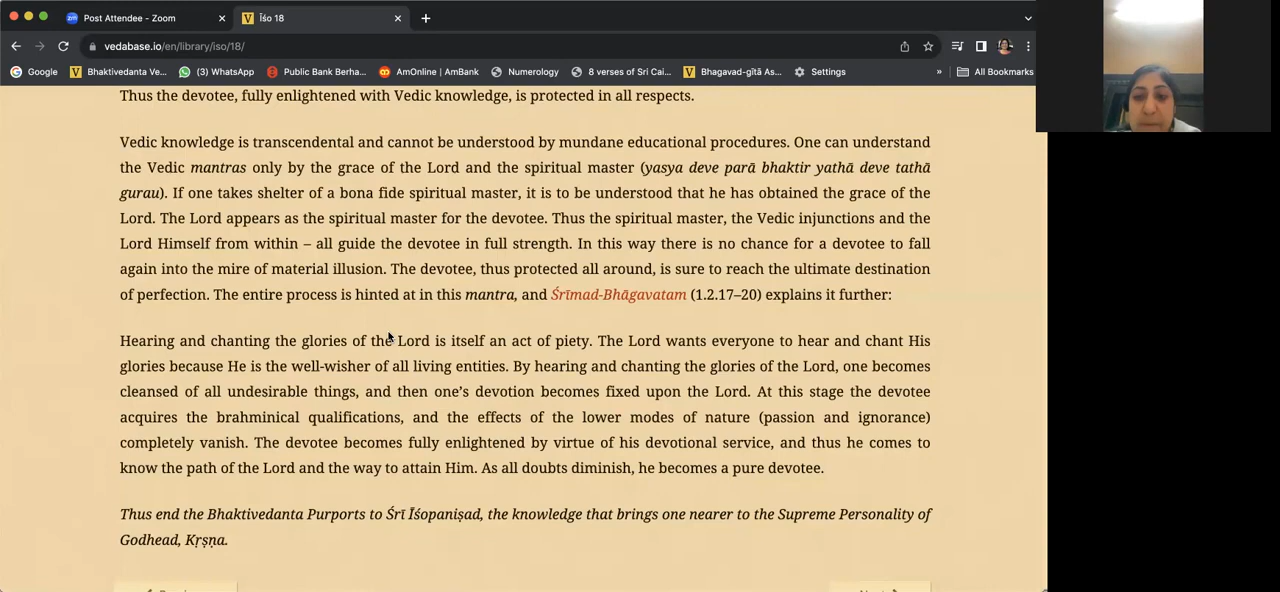 Post Attendee - Zoom
Īśo 18
vedabase.io/en/library/iso/18/
Google
Bhaktivedanta Ve...
(3) WhatsApp
Public Bank Berha...
AmOnline | AmBank
Numerology
8 verses of Sri Cai...
Bhagavad-gītā As...
Settings
»
All Bookmarks
Thus the devotee, fully enlightened with Vedic knowledge, is protected in all respects.
Vedic knowledge is transcendental and cannot be understood by mundane educational procedures. One can understand
the Vedic mantras only by the grace of the Lord and the spiritual master (yasya deve parā bhaktir yathā deve tathā
gurau). If one takes shelter of a bona fide spiritual master, it is to be understood that he has obtained the grace of the
Lord. The Lord appears as the spiritual master for the devotee. Thus the spiritual master, the Vedic injunctions and the
Lord Himself from within – all guide the devotee in full strength. In this way there is no chance for a devotee to fall
again into the mire of material illusion. The devotee, thus protected all around, is sure to reach the ultimate destination
of perfection. The entire process is hinted at in this mantra, and Śrīmad-Bhāgavatam (1.2.17–20) explains it further:
Hearing and chanting the glories of the Lord is itself an act of piety. The Lord wants everyone to hear and chant His
glories because He is the well-wisher of all living entities. By hearing and chanting the glories of the Lord, one becomes
cleansed of all undesirable things, and then one's devotion becomes fixed upon the Lord. At this stage the devotee
acquires the brahminical qualifications, and the effects of the lower modes of nature (passion and ignorance)
completely vanish. The devotee becomes fully enlightened by virtue of his devotional service, and thus he comes to
know the path of the Lord and the way to attain Him. As all doubts diminish, he becomes a pure devotee.
Thus end the Bhaktivedanta Purports to Śrī Īśopaniṣad, the knowledge that brings one nearer to the Supreme Personality of
Godhead, Kṛṣṇa.